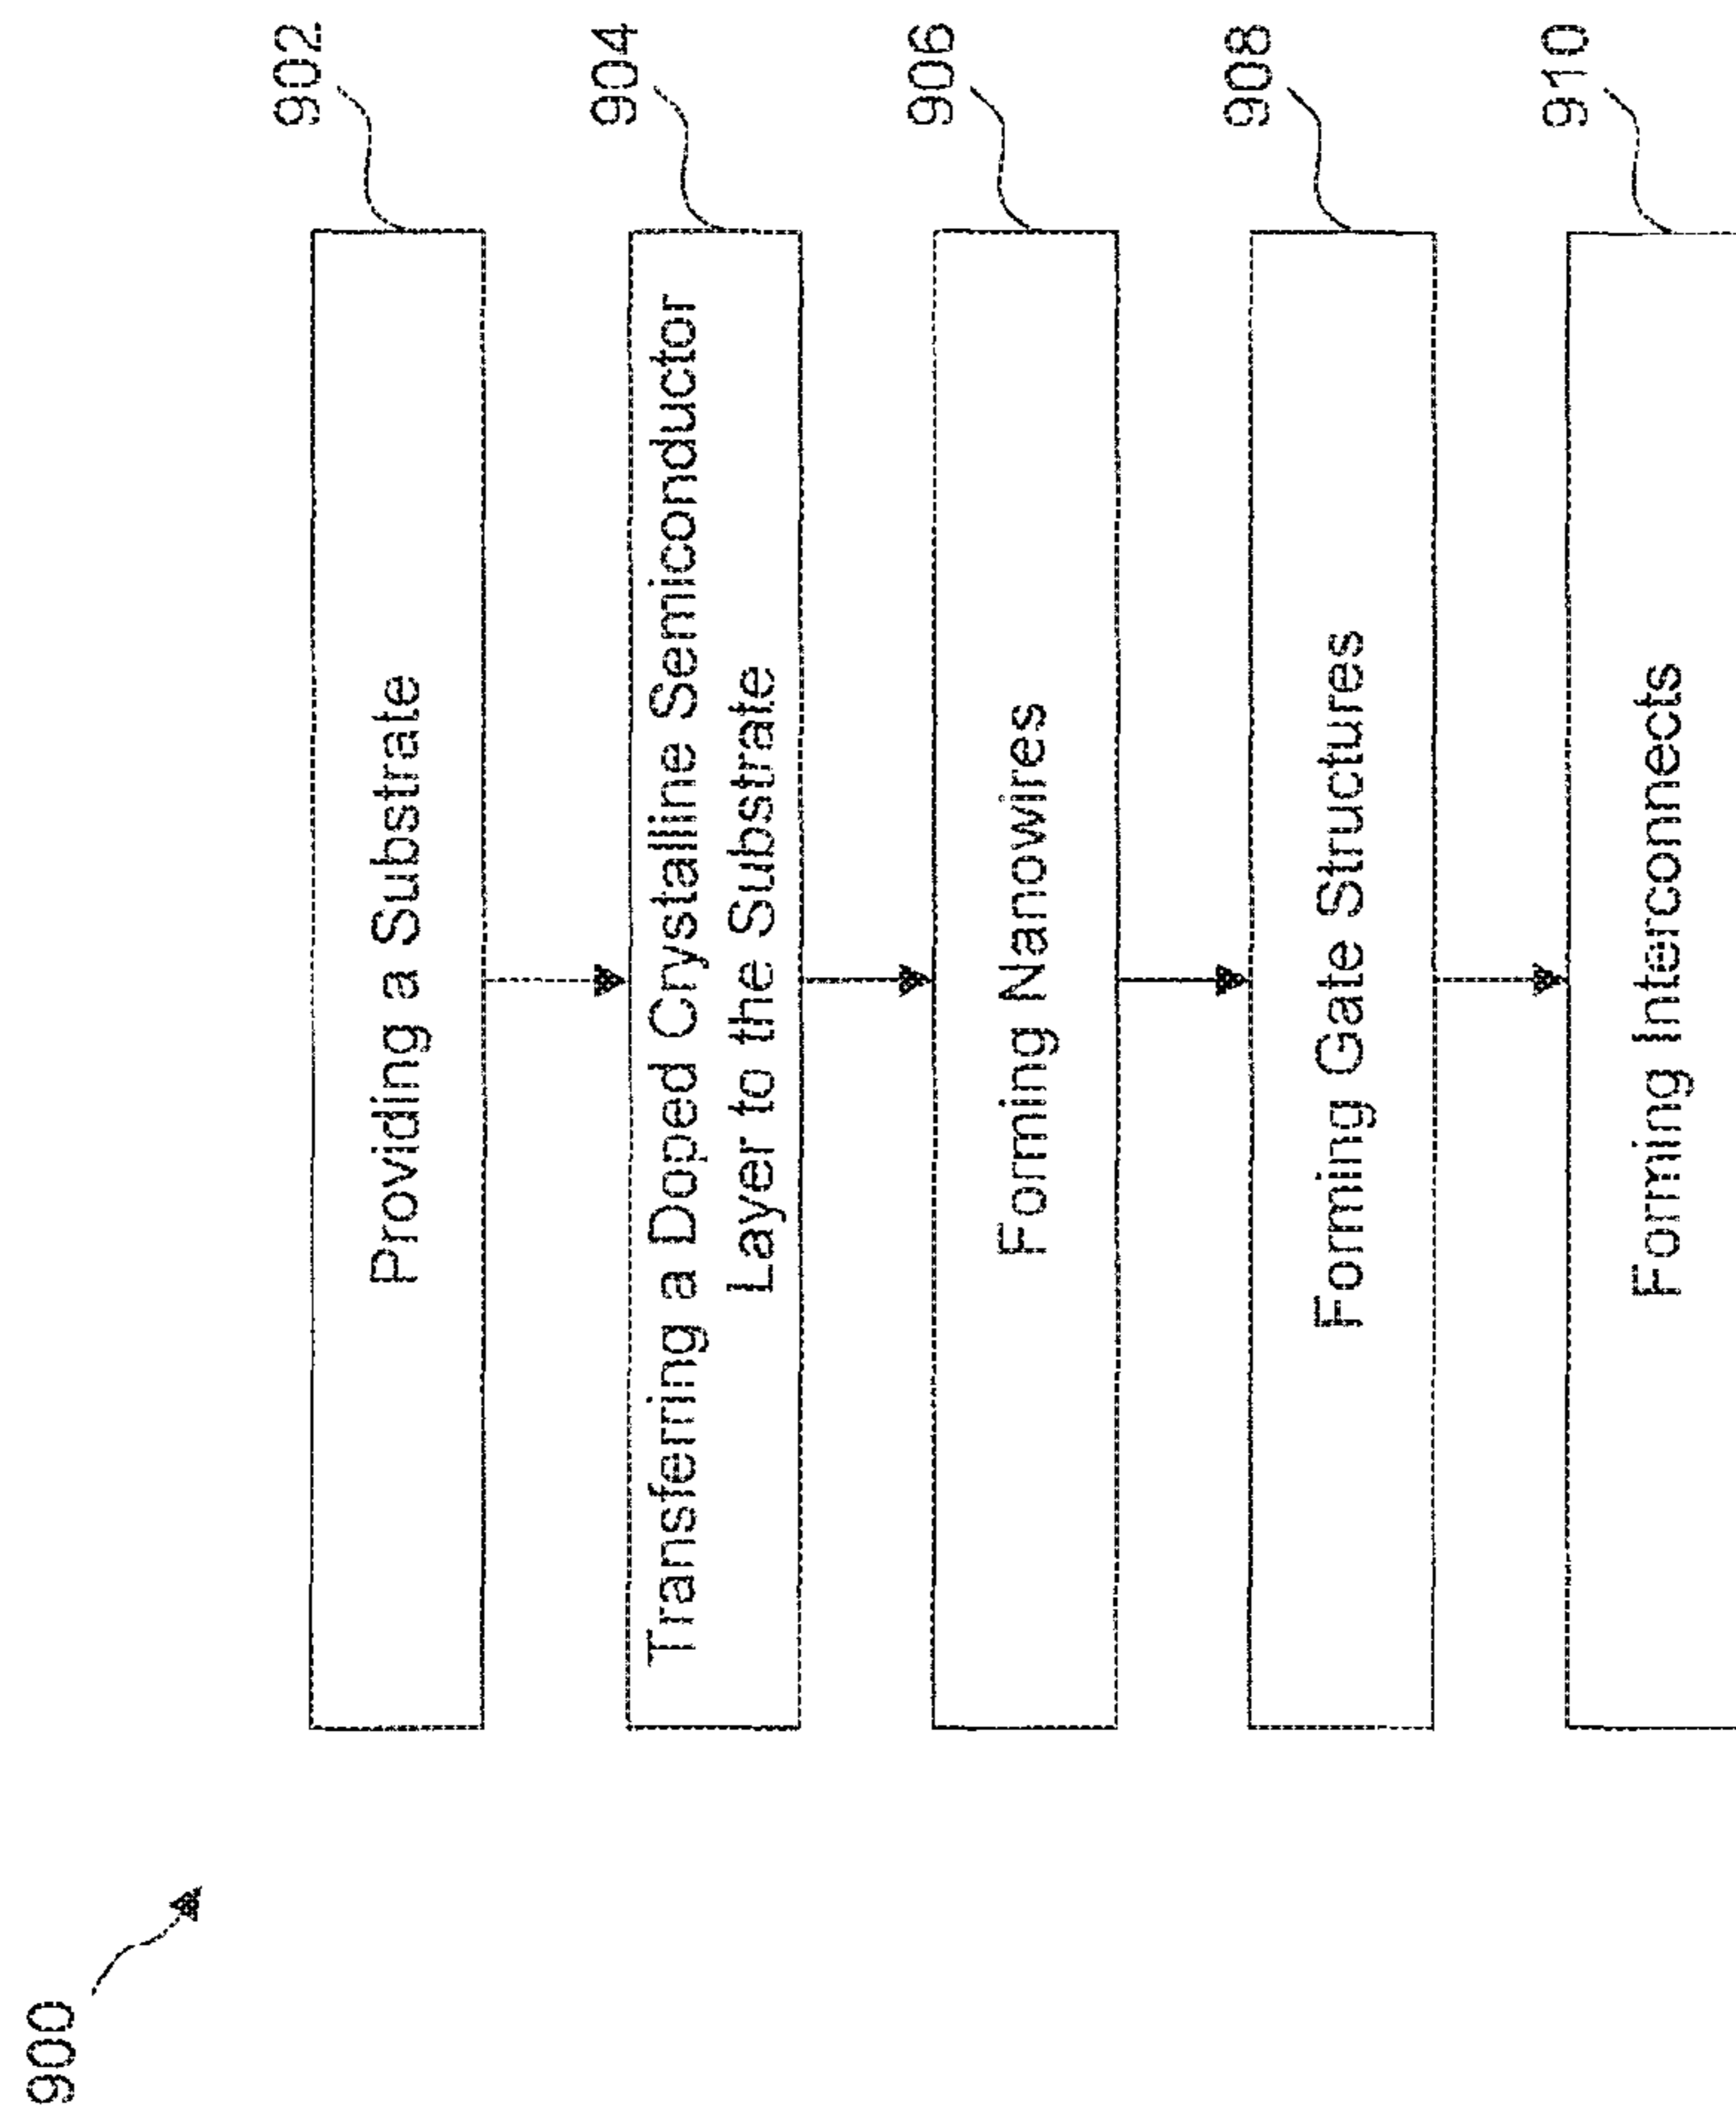 900
Providing a Substrate
902
Transferring a Doped Crystalline Semiconductor
Layer to the Substrate
904
Forming Nanowires
906
Forming Gate Structures
908
Forming Interconnects
910